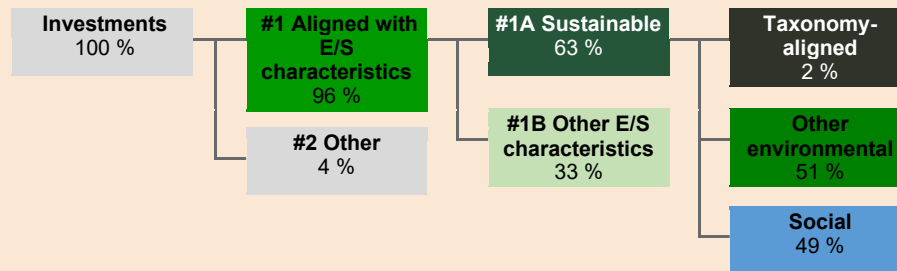 Investments
100 %
#1 Aligned with
E/S
characteristics
96 %
#2 Other
4 %
#1A Sustainable
63 %
#1B Other E/S
characteristics
33 %
Taxonomy-
aligned
2 %
Other
environmental
51 %
Social
49 %